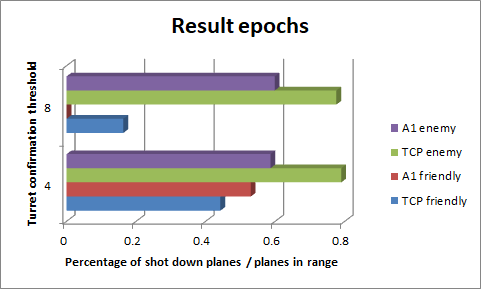 Result epochs
Turret confirmation threshold
8
4
0
0.2
0.4
0.6
0.8
Percentage of shot down planes / planes in range
A1 enemy
TCP enemy
A1 friendly
TCP friendly